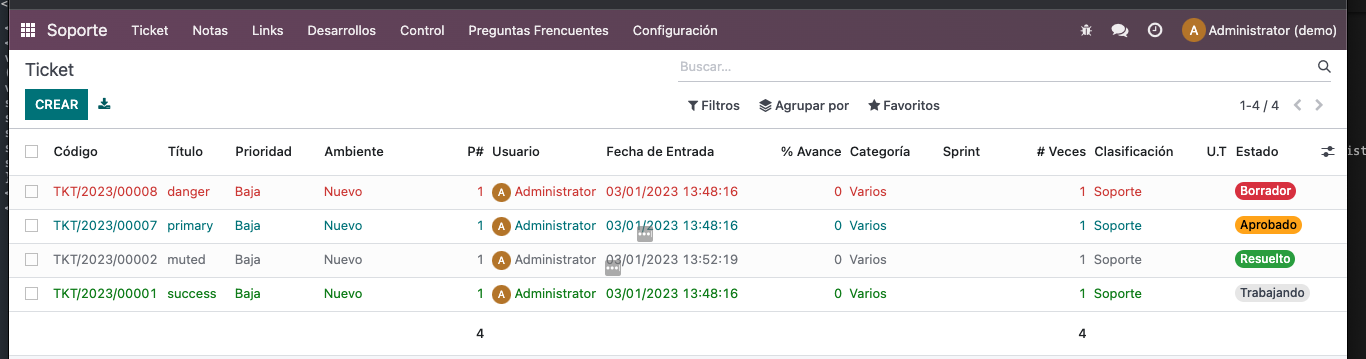 Soporte Ticket Notas Links Desarrollos Control Preguntas Frencuentes Configuración A Administrator (demo)
Ticket Buscar...
CREAR Filtros Agrupar por Favoritos 1-4 / 4
Código Título Prioridad Ambiente P# Usuario Fecha de Entrada % Avance Categoría Sprint # Veces Clasificación U.T Estado
TKT/2023/00008 danger Baja Nuevo 1 A Administrator 03/01/2023 13:48:16 0 Varios 1 Soporte Borrador
TKT/2023/00007 primary Baja Nuevo 1 A Administrator 03/01/2023 13:48:16 0 Varios 1 Soporte Aprobado
TKT/2023/00002 muted Baja Nuevo 1 A Administrator 03/01/2023 13:52:19 0 Varios 1 Soporte Resuelto
TKT/2023/00001 success Baja Nuevo 1 A Administrator 03/01/2023 13:48:16 0 Varios 1 Soporte Trabajando
4 4